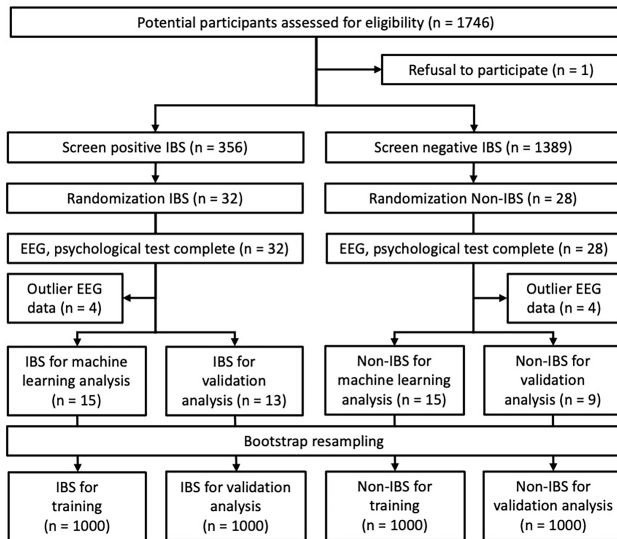 Potential participants assessed for eligibility (n = 1746)
Refusal to participate (n = 1)
Screen positive IBS (n = 356)
Screen negative IBS (n = 1389)
Randomization IBS (n = 32)
Randomization Non-IBS (n = 28)
EEG, psychological test complete (n = 32)
EEG, psychological test complete (n = 28)
Outlier EEG
data (n = 4)
Outlier EEG
data (n = 4)
IBS for machine
learning analysis
(n = 15)
IBS for
validation
analysis (n = 13)
Non-IBS for
machine learning
analysis (n = 15)
Non-IBS for
validation
analysis (n = 9)
Bootstrap resampling
IBS for
training
(n = 1000)
IBS for validation
analysis
(n = 1000)
Non-IBS for
training
(n = 1000)
Non-IBS for
validation analysis
(n = 1000)